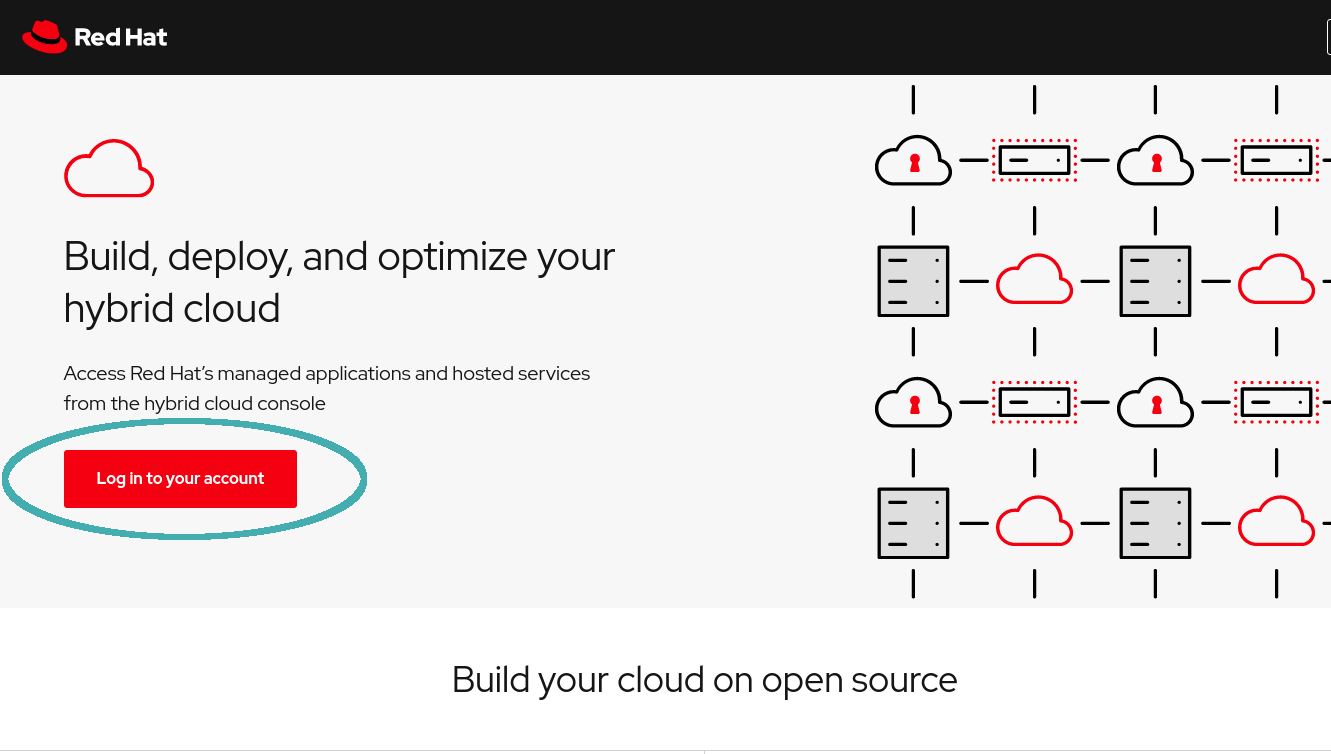 Red Hat
Build, deploy, and optimize your
hybrid cloud
Access Red Hat’s managed applications and hosted services
from the hybrid cloud console
Log in to your account
Build your cloud on open source